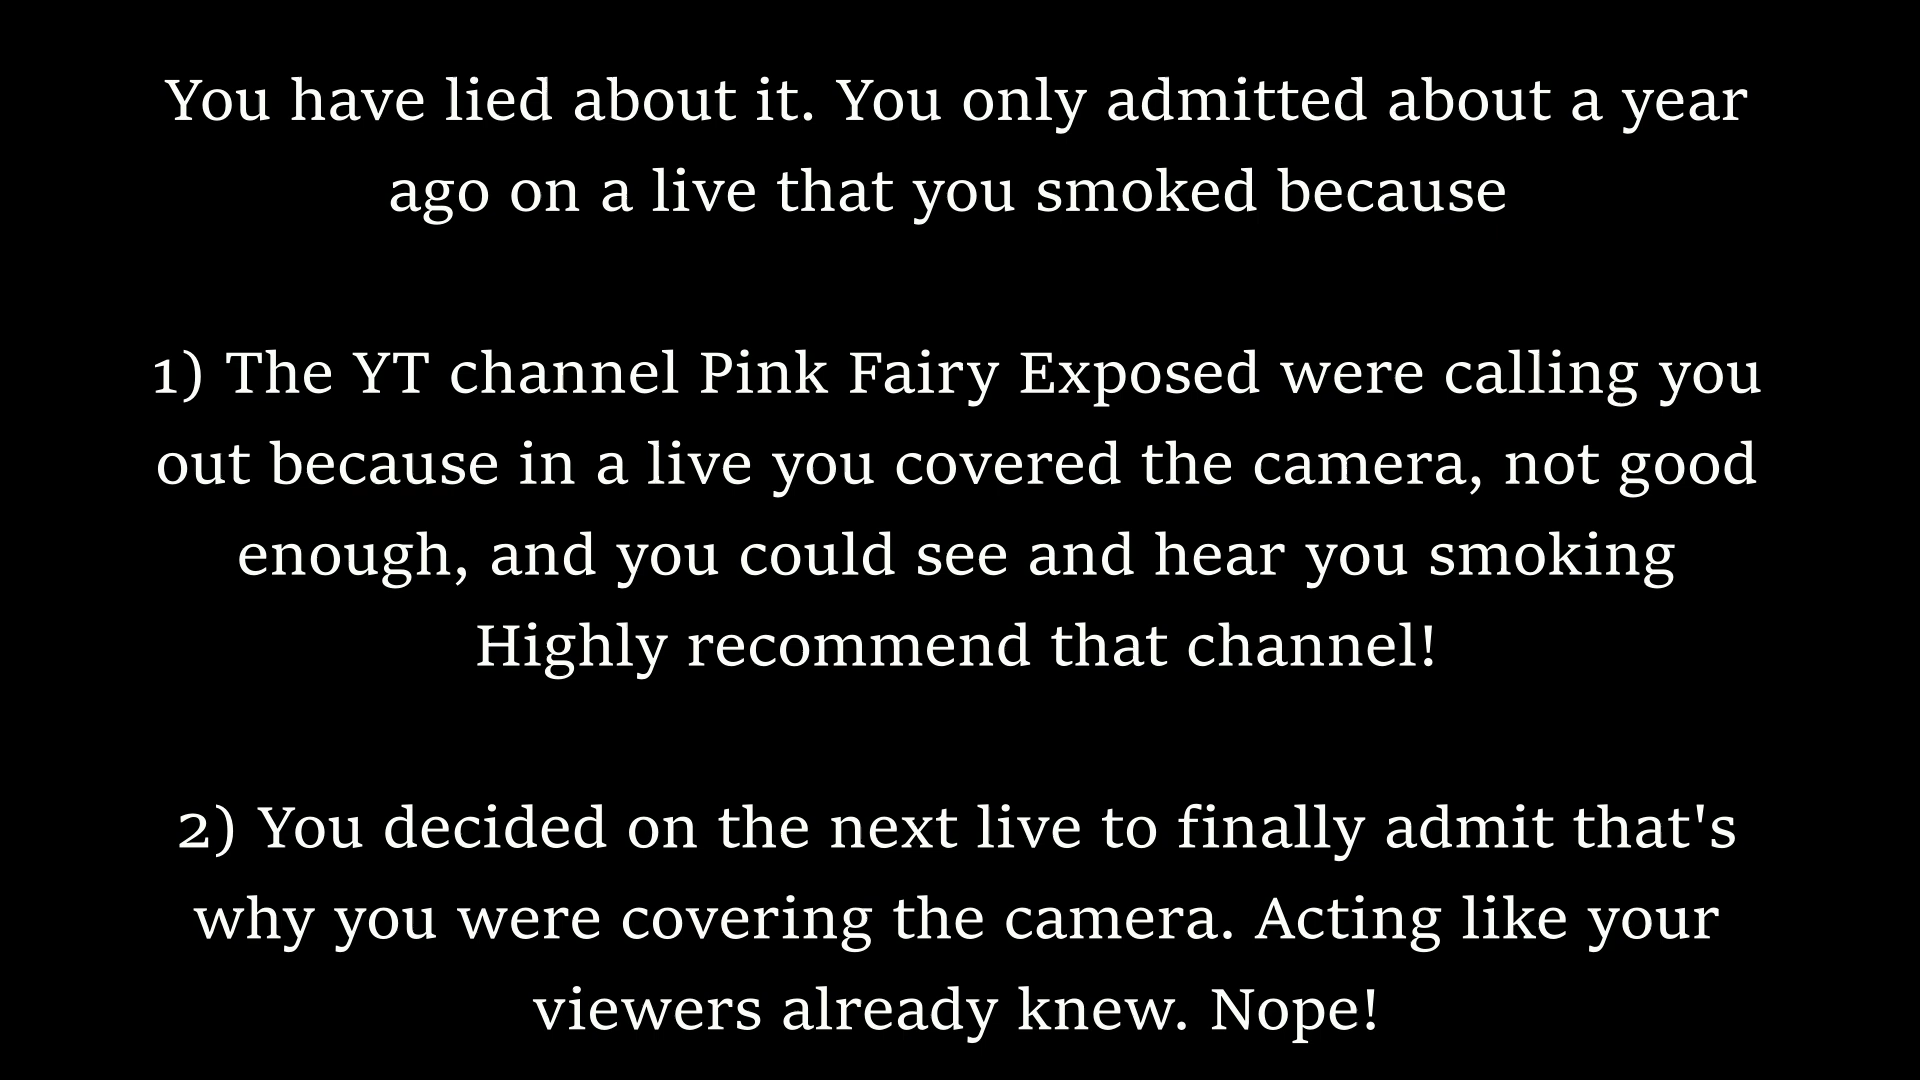 You have lied about it. You only admitted about a year
ago on a live that you smoked because
1) The YT channel Pink Fairy Exposed were calling you
out because in a live you covered the camera, not good
enough, and you could see and hear you smoking
Highly recommend that channel!
2) You decided on the next live to finally admit that's
why you were covering the camera. Acting like your
viewers already knew. Nope!